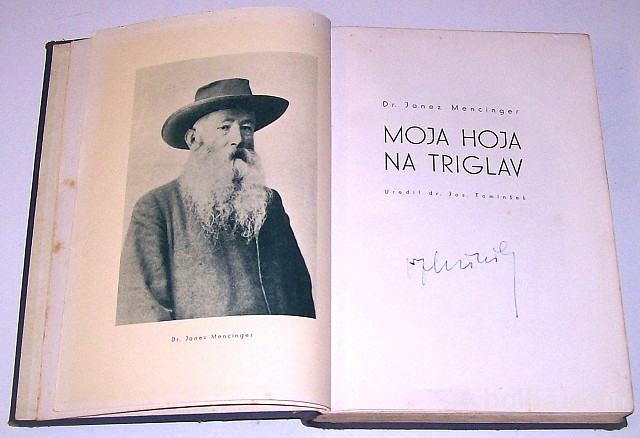 Dr. Janez Mencinger
Dr. Janez Mencinger
MOJA HOJA
NA TRIGLAV
Uredil dr. Jos. Tominšek